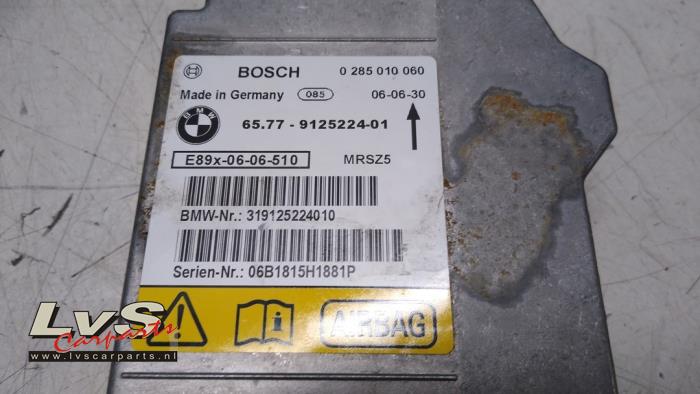 BOSCH 0 285 010 060
Made in Germany 085 06-06-30
BMW 65.77 - 9125224-01
E89x-06-06-510 MRSZ5
BMW-Nr.: 319125224010
Serien-Nr.: 06B1815H1881P
AIRBAG
LvS
Carparts
www.lvscarparts.nl